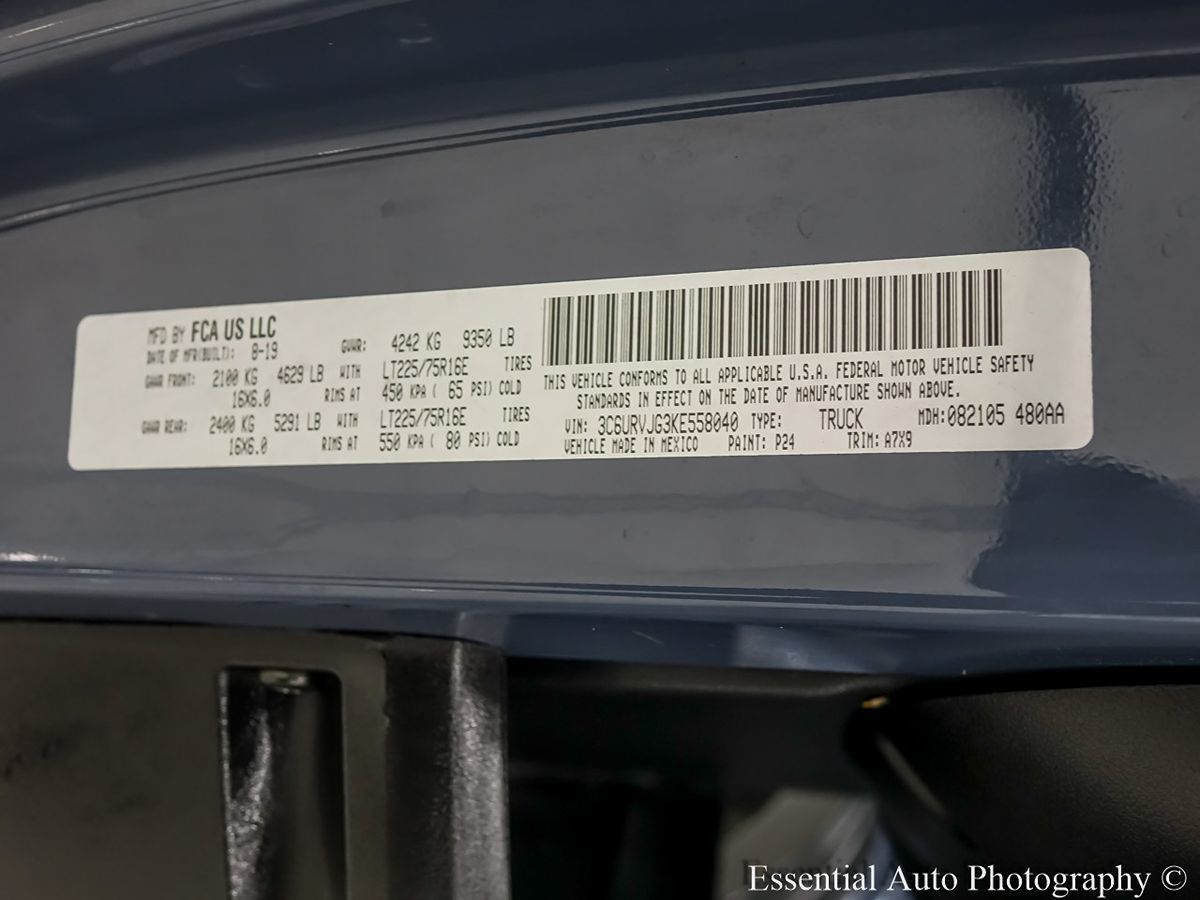 MFD BY FCA US LLC
DATE OF MFR(BUILT): 8-19 GVWR: 4242 KG 9350 LB
GAWR FRONT: 2100 KG 4629 LB WITH LT225/75R16E TIRES
16X6.0 RIMS AT 450 KPA ( 65 PSI) COLD
GAWR REAR: 2400 KG 5291 LB WITH LT225/75R16E TIRES
16X6.0 RIMS AT 550 KPA ( 80 PSI) COLD
THIS VEHICLE CONFORMS TO ALL APPLICABLE U.S.A. FEDERAL MOTOR VEHICLE SAFETY
STANDARDS IN EFFECT ON THE DATE OF MANUFACTURE SHOWN ABOVE.
VIN: 3C6URVJG3KE558040 TYPE: TRUCK MDH:082105 480AA
VEHICLE MADE IN MEXICO PAINT: P24 TRIM: A7X9
Essential Auto Photography ©